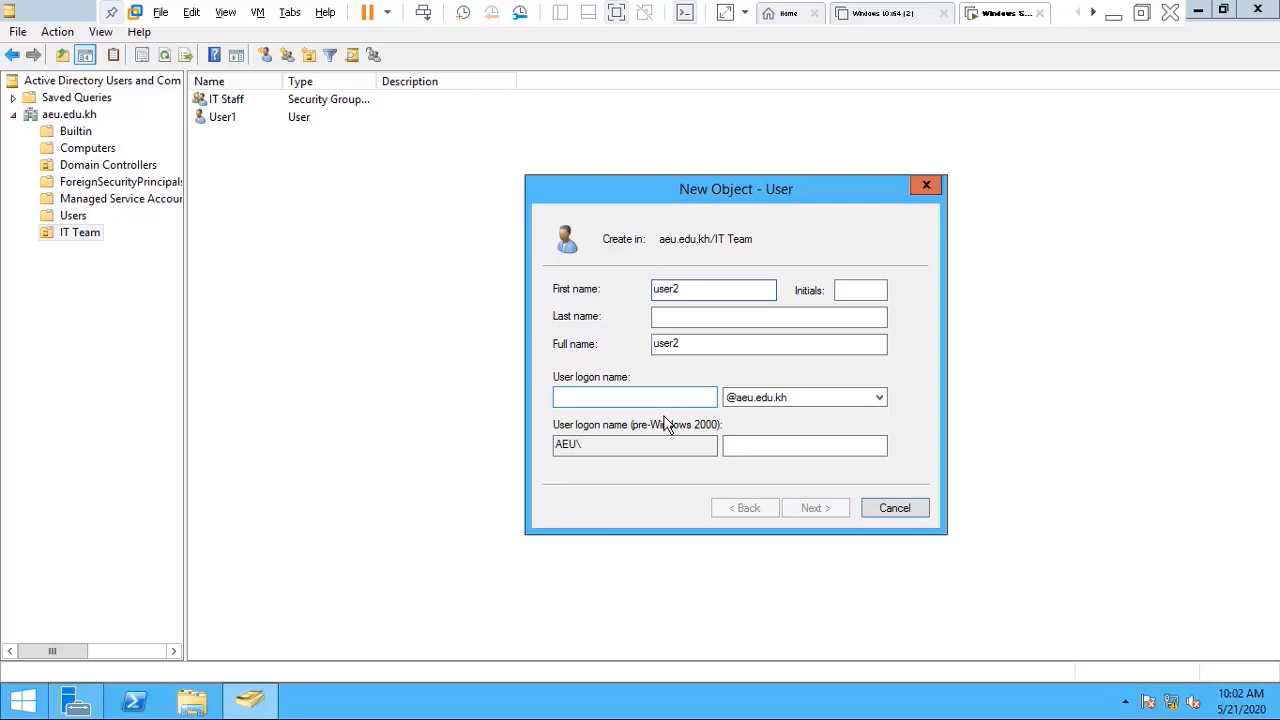 File Edit View VM Tabs Help
Home
Windows 10 x64 (2)
Windows S...
File Action View Help
Active Directory Users and Com
Saved Queries
aeu.edu.kh
Builtin
Computers
Domain Controllers
ForeignSecurityPrincipals
Managed Service Accour
Users
IT Team
Name Type Description
IT Staff Security Group...
User1 User
New Object - User
Create in: aeu.edu.kh/IT Team
First name: user2 Initials:
Last name:
Full name: user2
User logon name:
@aeu.edu.kh
User logon name (pre-Windows 2000):
AEU\
< Back Next > Cancel
10:02 AM
5/21/2020